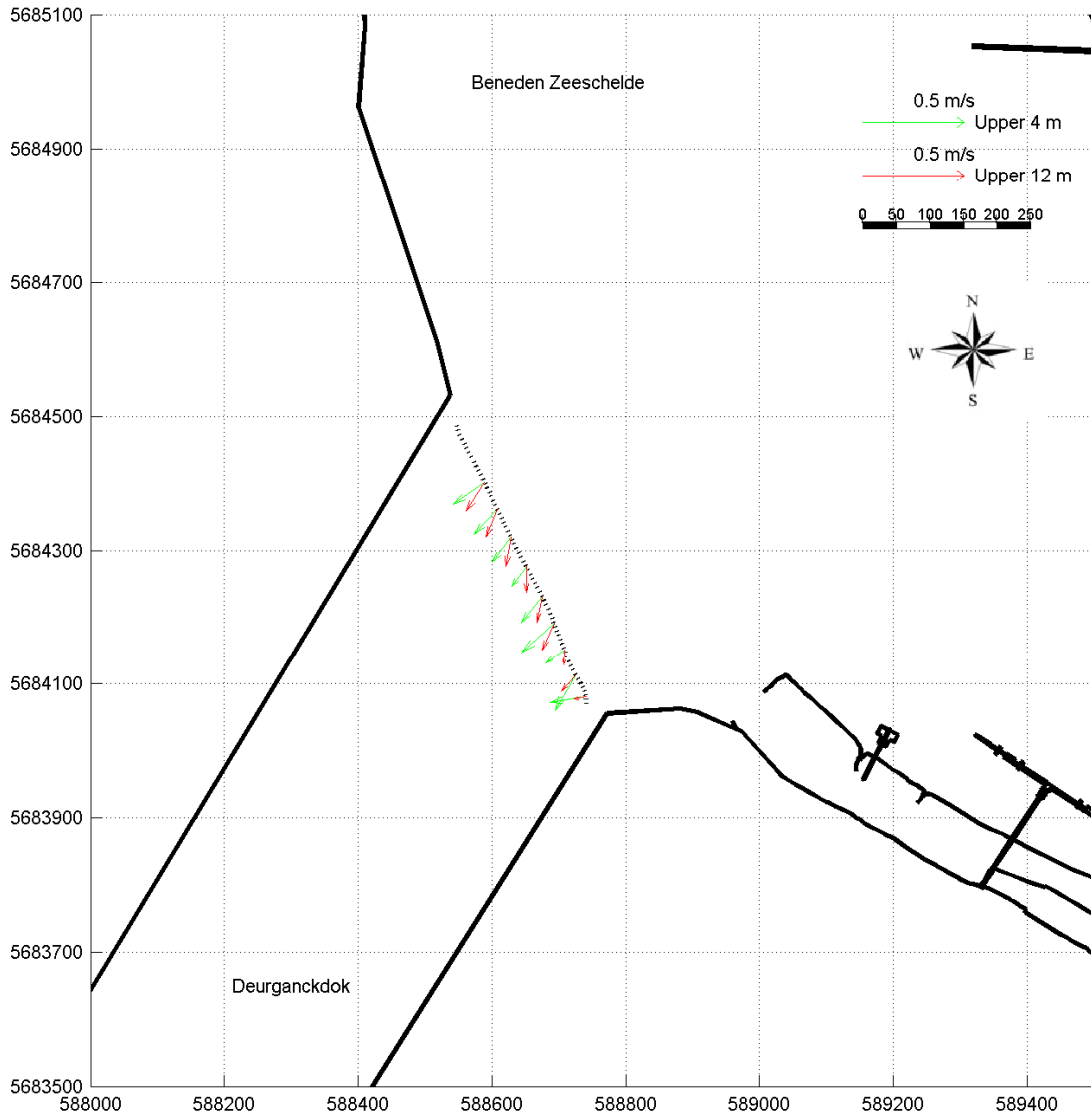 5685100
Beneden Zeeschelde
0.5 m/s
Upper 4 m
5684900
0.5 m/s
Upper 12 m
0 50 100 150 200 250
5684700
N
W E
S
5684500
5684300
5684100
5683900
5683700
Deurganckdok
5683500
588000 588200 588400 588600 588800 589000 589200 589400